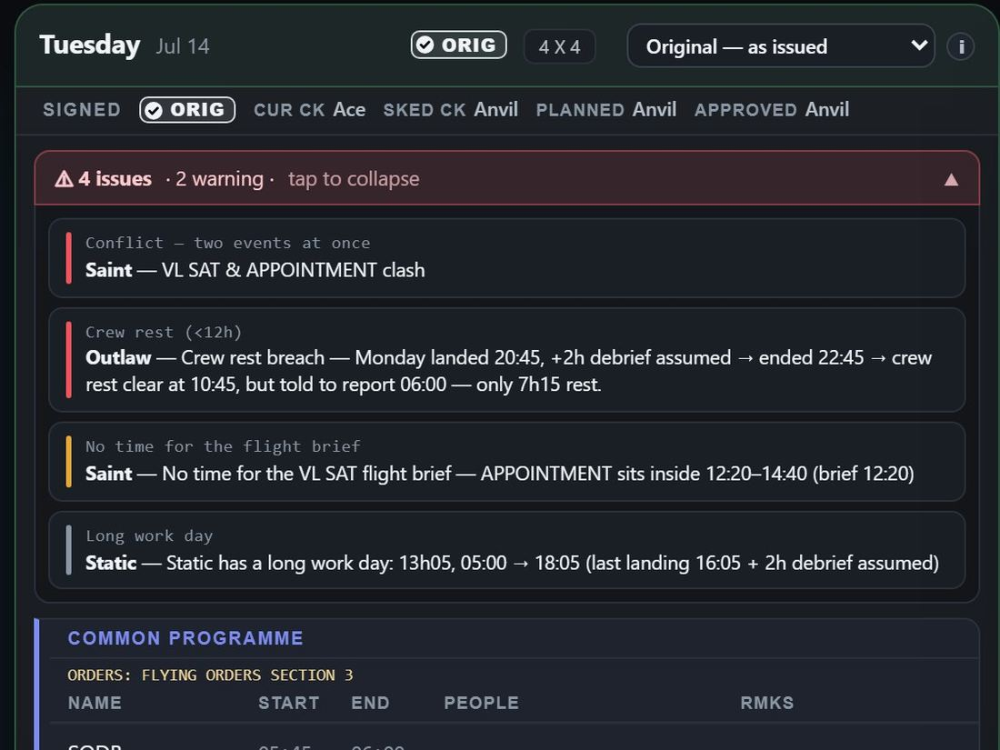 Tuesday Jul 14 ORIG 4 X 4 Original — as issued i
SIGNED ORIG CUR CK Ace SKED CK Anvil PLANNED Anvil APPROVED Anvil
⚠ 4 issues · 2 warning · tap to collapse ▲
Conflict — two events at once
Saint — VL SAT & APPOINTMENT clash
Crew rest (<12h)
Outlaw — Crew rest breach — Monday landed 20:45, +2h debrief assumed → ended 22:45 → crew
rest clear at 10:45, but told to report 06:00 — only 7h15 rest.
No time for the flight brief
Saint — No time for the VL SAT flight brief — APPOINTMENT sits inside 12:20–14:40 (brief 12:20)
Long work day
Static — Static has a long work day: 13h05, 05:00 → 18:05 (last landing 16:05 + 2h debrief assumed)
COMMON PROGRAMME
ORDERS: FLYING ORDERS SECTION 3
NAME START END PEOPLE RMKS